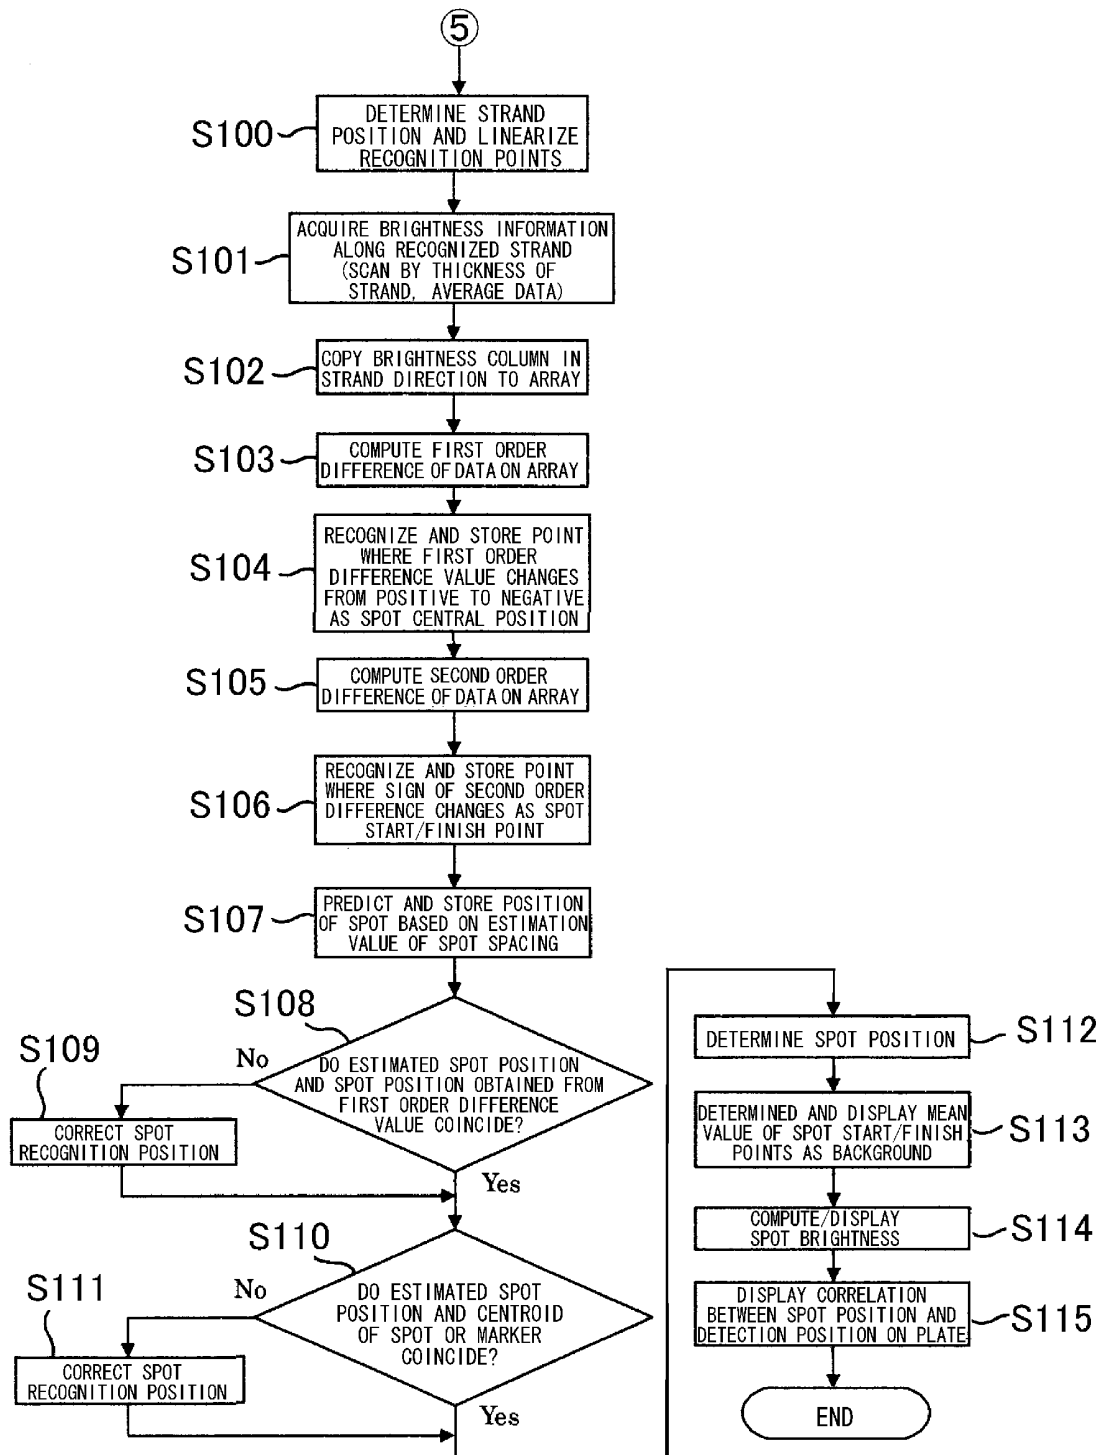 ⑤
S100
DETERMINE STRAND
POSITION AND LINEARIZE
RECOGNITION POINTS
S101
ACQUIRE BRIGHTNESS INFORMATION
ALONG RECOGNIZED STRAND
(SCAN BY THICKNESS OF
STRAND, AVERAGE DATA)
S102
COPY BRIGHTNESS COLUMN IN
STRAND DIRECTION TO ARRAY
S103
COMPUTE FIRST ORDER
DIFFERENCE OF DATA ON ARRAY
S104
RECOGNIZE AND STORE POINT
WHERE FIRST ORDER
DIFFERENCE VALUE CHANGES
FROM POSITIVE TO NEGATIVE
AS SPOT CENTRAL POSITION
S105
COMPUTE SECOND ORDER
DIFFERENCE OF DATA ON ARRAY
S106
RECOGNIZE AND STORE POINT
WHERE SIGN OF SECOND ORDER
DIFFERENCE CHANGES AS SPOT
START/FINISH POINT
S107
PREDICT AND STORE POSITION
OF SPOT BASED ON ESTIMATION
VALUE OF SPOT SPACING
S108
DO ESTIMATED SPOT POSITION
AND SPOT POSITION OBTAINED FROM
FIRST ORDER DIFFERENCE
VALUE COINCIDE?
No
S109
CORRECT SPOT
RECOGNITION POSITION
Yes
S110
DO ESTIMATED SPOT
POSITION AND CENTROID
OF SPOT OR MARKER
COINCIDE?
No
S111
CORRECT SPOT
RECOGNITION POSITION
Yes
DETERMINE SPOT POSITION
S112
DETERMINED AND DISPLAY MEAN
VALUE OF SPOT START/FINISH
POINTS AS BACKGROUND
S113
COMPUTE/DISPLAY
SPOT BRIGHTNESS
S114
DISPLAY CORRELATION
BETWEEN SPOT POSITION AND
DETECTION POSITION ON PLATE
S115
END